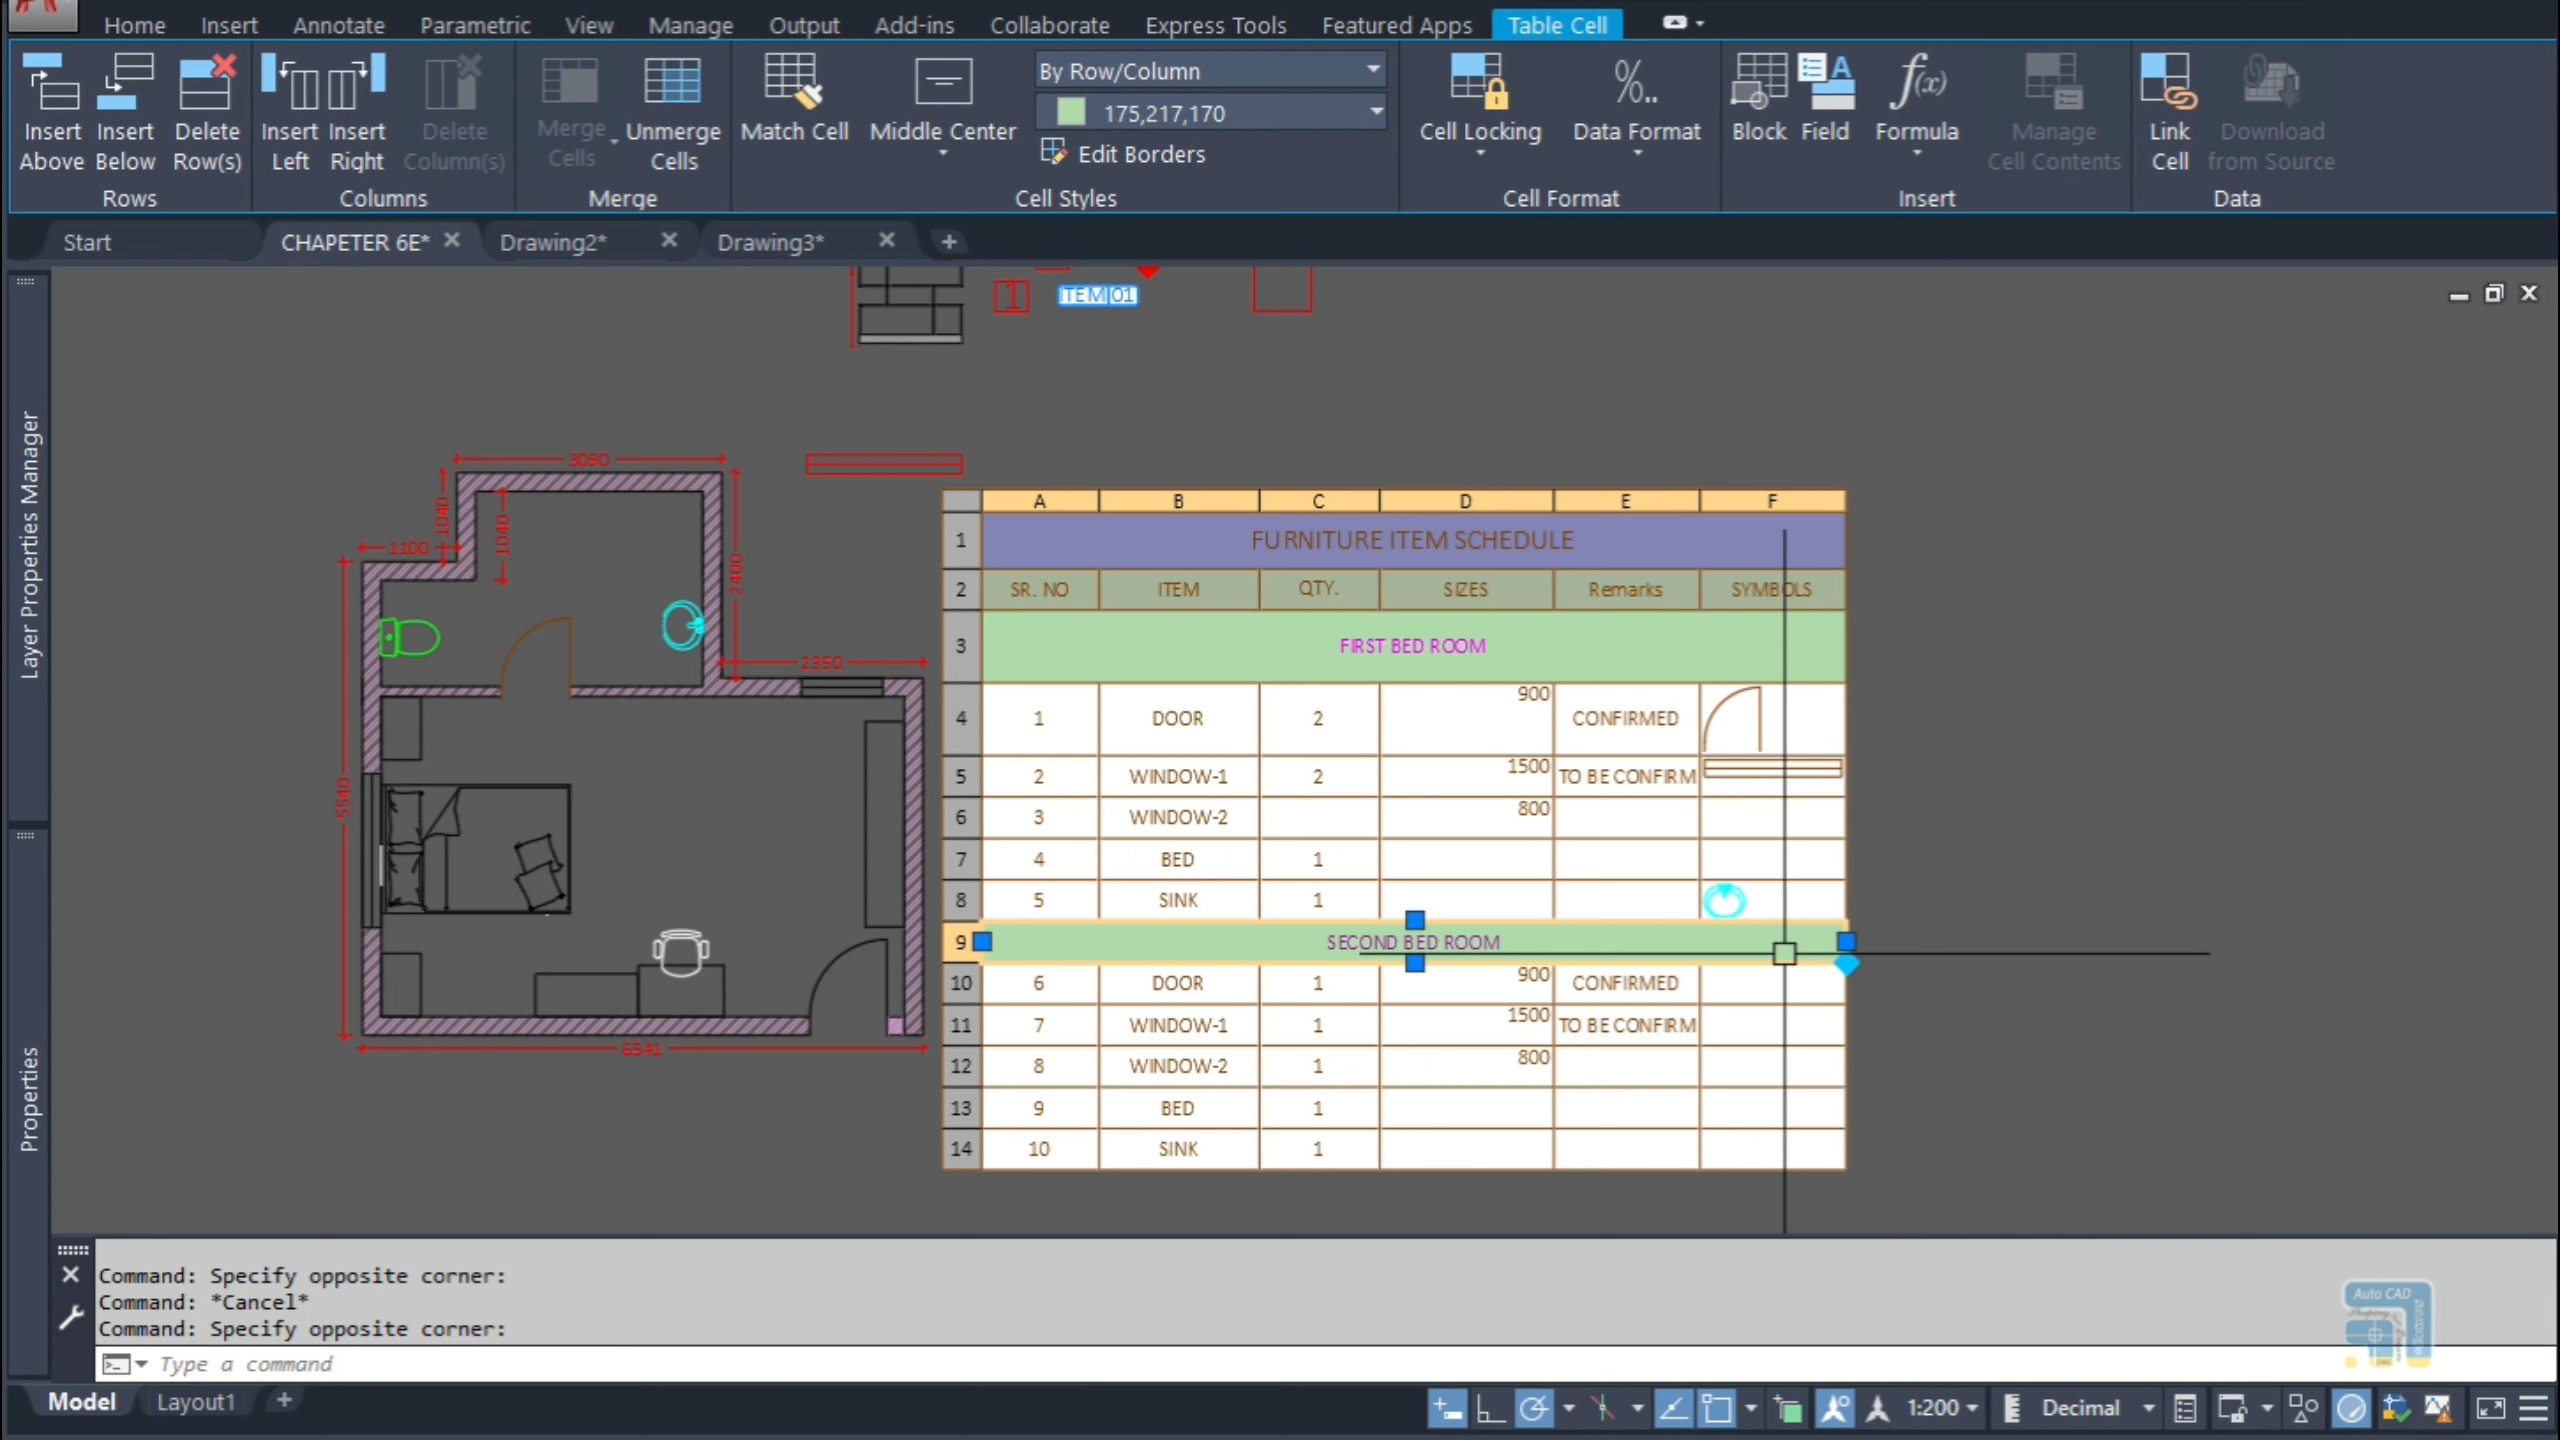 Home Insert Annotate Parametric View Manage Output Add-ins Collaborate Express Tools Featured Apps Table Cell
Insert Above
Insert Below
Delete Row(s)
Rows
Insert Left
Insert Right
Delete Column(s)
Columns
Merge Cells
Unmerge Cells
Merge
Match Cell
Middle Center
By Row/Column
175,217,170
Edit Borders
Cell Styles
Cell Locking
%..
Data Format
Cell Format
Block
A
Field
f(x)
Formula
Manage Cell Contents
Insert
Link Cell
Download from Source
Data
Start CHAPETER 6E* Drawing2* Drawing3*
Layer Properties Manager
Properties
1 ITEM 01
3050
1040
1040
1100
2400
2350
5540
6541
A B C D E F
1 FURNITURE ITEM SCHEDULE
2 SR. NO ITEM QTY. SIZES Remarks SYMBOLS
3 FIRST BED ROOM
4 1 DOOR 2 900 CONFIRMED
5 2 WINDOW-1 2 1500 TO BE CONFIRM
6 3 WINDOW-2 800
7 4 BED 1
8 5 SINK 1
9 SECOND BED ROOM
10 6 DOOR 1 900 CONFIRMED
11 7 WINDOW-1 1 1500 TO BE CONFIRM
12 8 WINDOW-2 1 800
13 9 BED 1
14 10 SINK 1
Command: Specify opposite corner:
Command: *Cancel*
Command: Specify opposite corner:
Type a command
Auto CAD
Model Layout1 1:200 Decimal